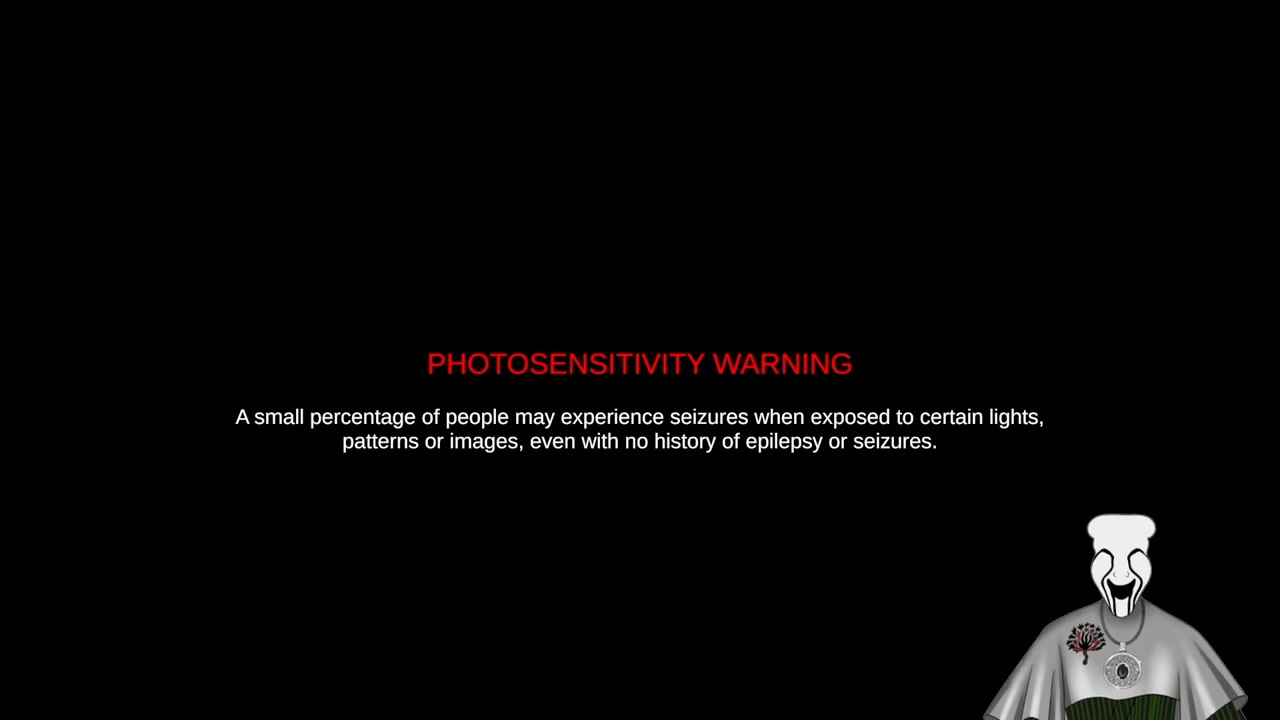 PHOTOSENSITIVITY WARNING
A small percentage of people may experience seizures when exposed to certain lights,
patterns or images, even with no history of epilepsy or seizures.